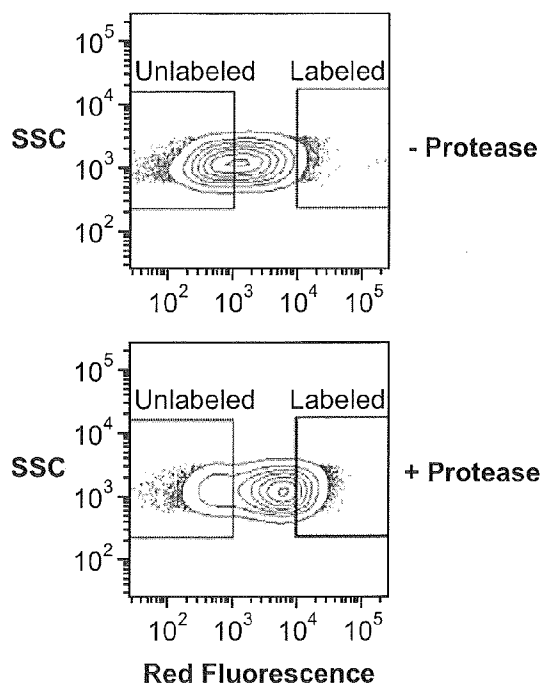 10^5
Unlabeled Labeled
10^4
SSC
- Protease
10^3
10^2
10^2 10^3 10^4 10^5
10^5
Unlabeled Labeled
10^4
SSC
+ Protease
10^3
10^2
10^2 10^3 10^4 10^5
Red Fluorescence